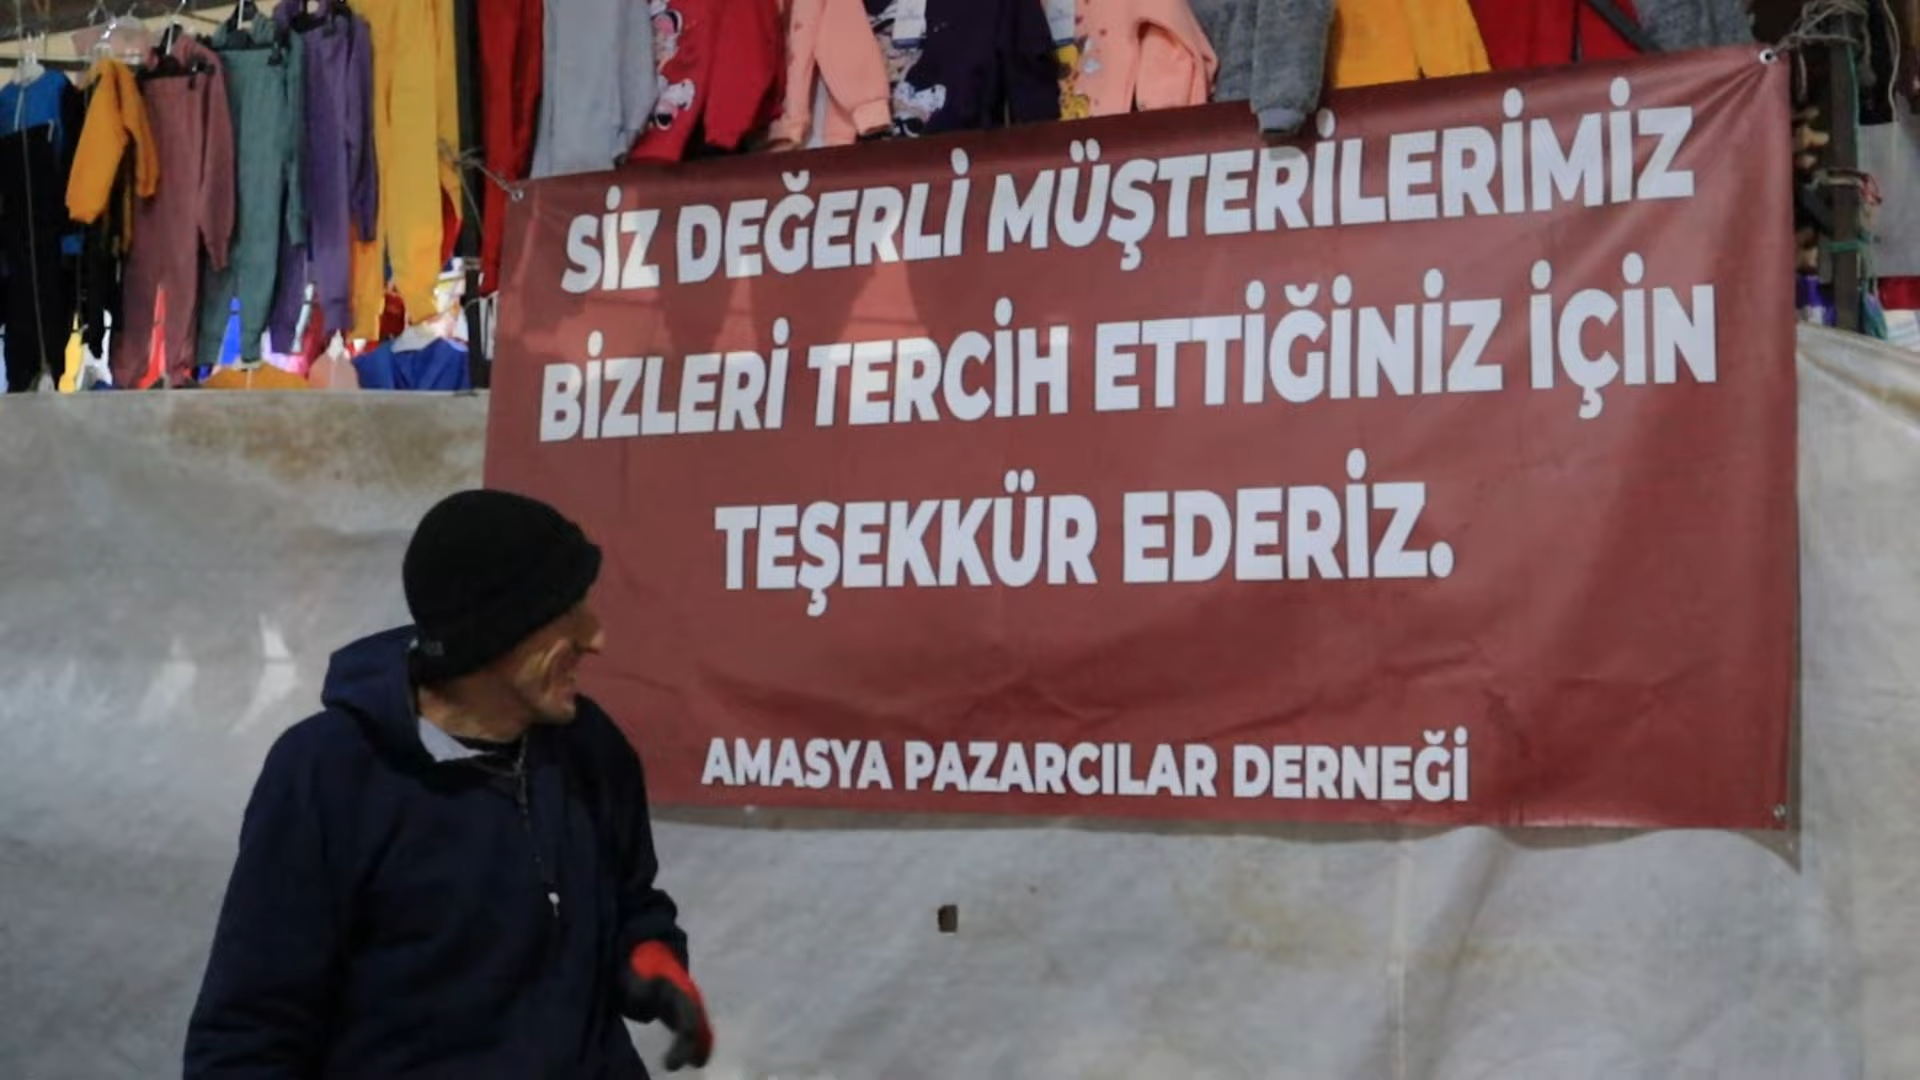 SİZ DEĞERLİ MÜŞTERİLERİMİZ
BİZLERİ TERCİH ETTİĞİNİZ İÇİN
TEŞEKKÜR EDERİZ.
AMASYA PAZARCILAR DERNEĞİ